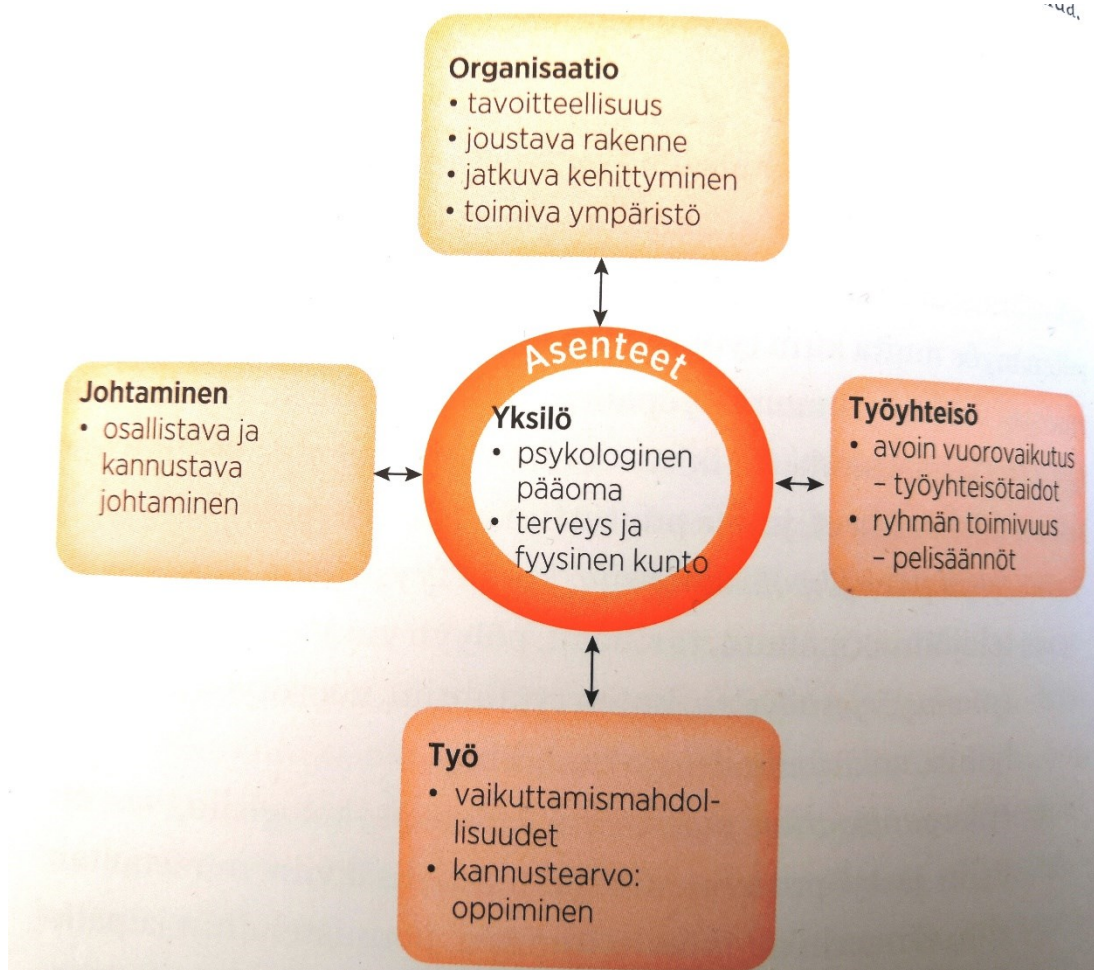 Organisaatio
• tavoitteellisuus
• joustava rakenne
• jatkuva kehittyminen
• toimiva ympäristö
Asenteet
Johtaminen
• osallistava ja
kannustava
johtaminen
Yksilö
• psykologinen
pääoma
• terveys ja
fyysinen kunto
Työyhteisö
• avoin vuorovaikutus
– työyhteisötaidot
• ryhmän toimivuus
– pelisäännöt
Työ
• vaikuttamismahdol-
lisuudet
• kannustearvo:
oppiminen